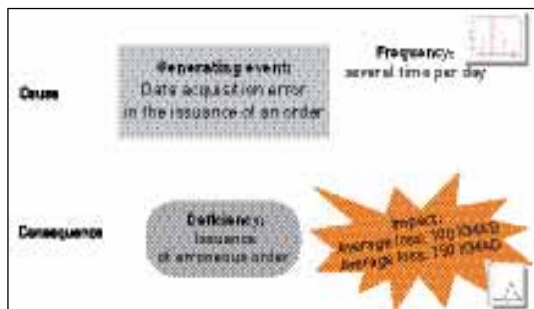 Generating event:
Data acquisition error
in the issuance of an order
Frequency:
several time per day
Cause
Consequence
Deficiency:
Issuance
of erroneous order
Impact:
Average loss: 100 KMAD
Average loss: 250 KMAD